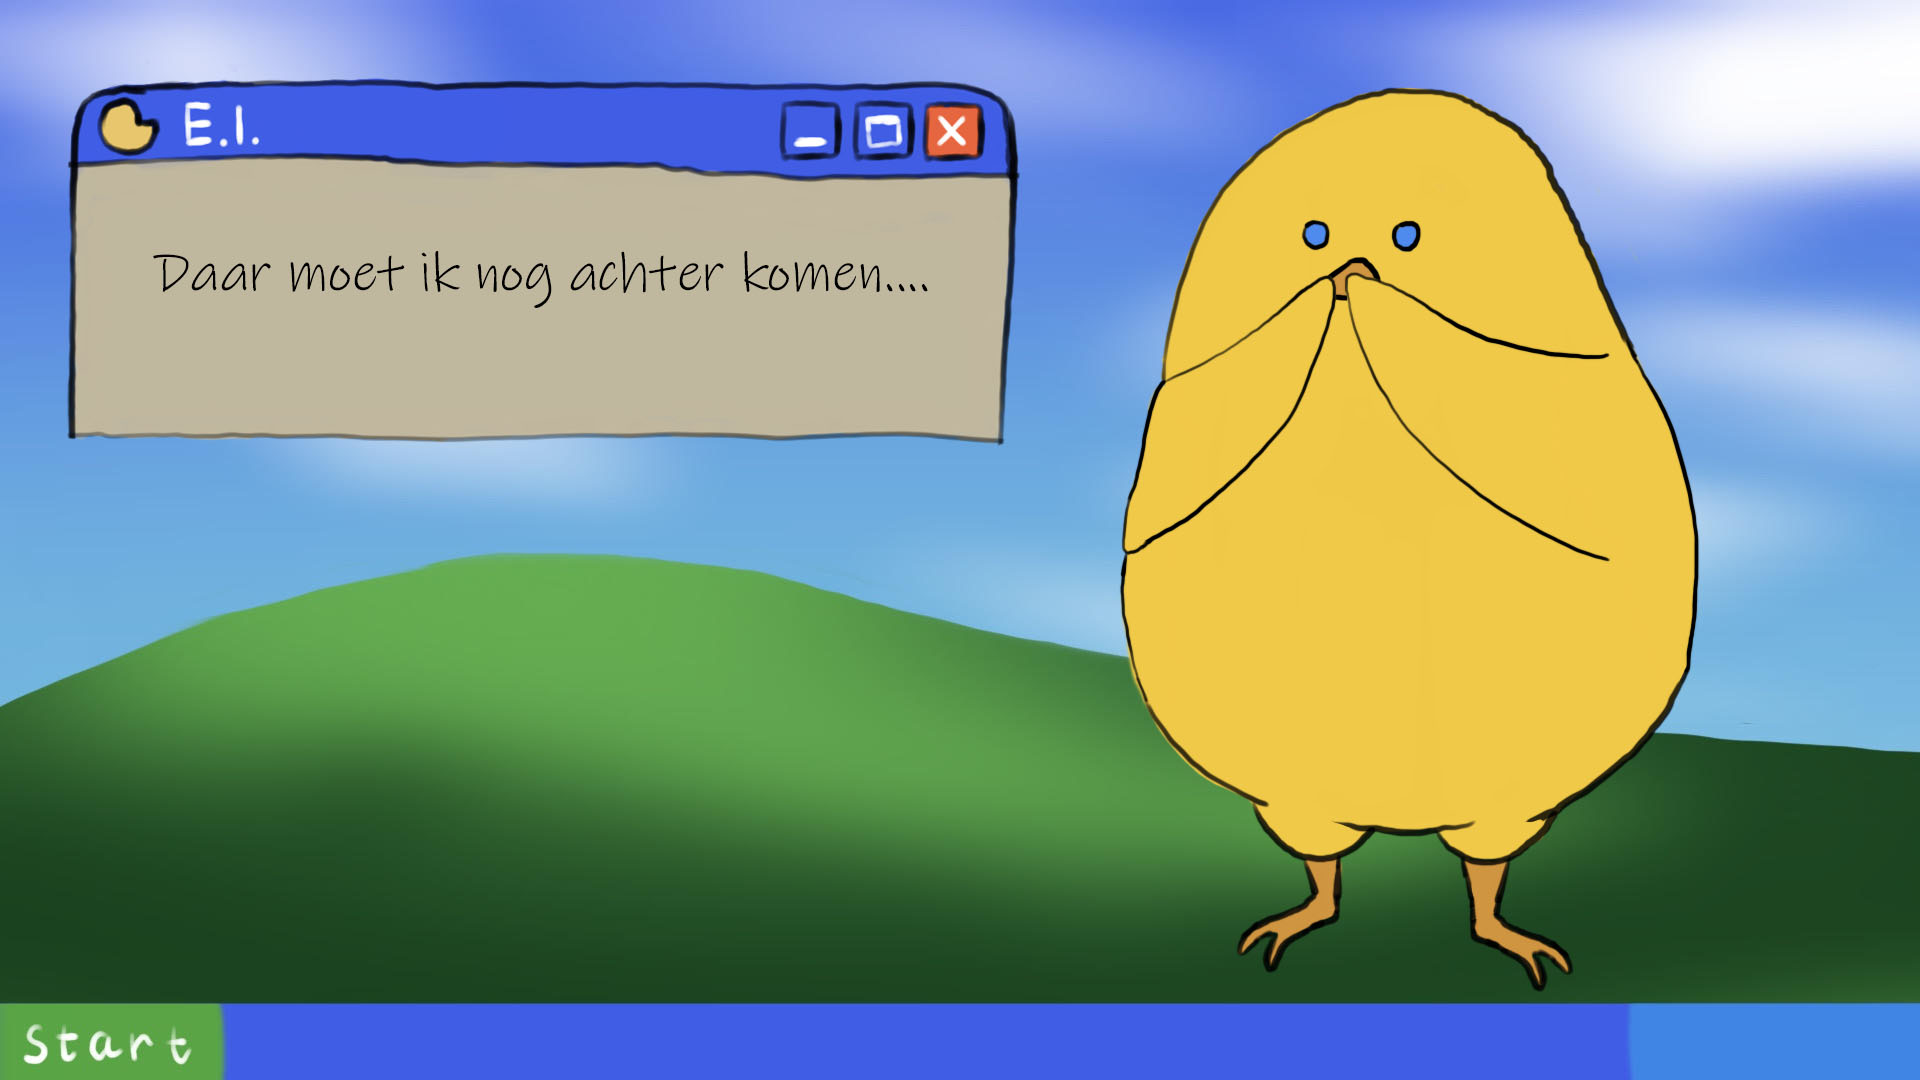 E.I.
Daar moet ik nog achter komen....
Start